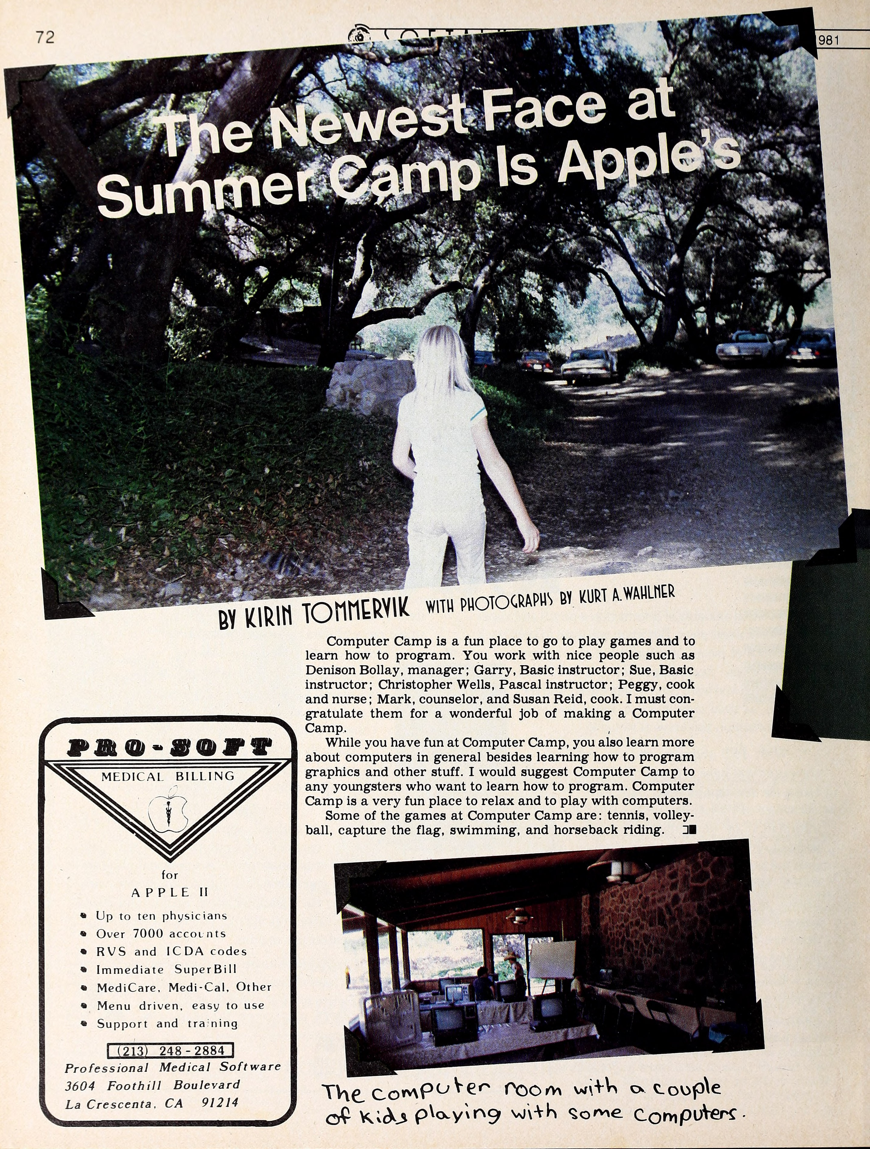 72
1981
The Newest Face at
Summer Camp Is Apple's
BY KIRIN TOMMERVIK WITH PHOTOGRAPHS BY KURT A. WAHLNER
Computer Camp is a fun place to go to play games and to
learn how to program. You work with nice people such as
Denison Bollay, manager; Garry, Basic instructor; Sue, Basic
instructor; Christopher Wells, Pascal instructor; Peggy, cook
and nurse; Mark, counselor, and Susan Reid, cook. I must con-
gratulate them for a wonderful job of making a Computer
Camp.
While you have fun at Computer Camp, you also learn more
about computers in general besides learning how to program
graphics and other stuff. I would suggest Computer Camp to
any youngsters who want to learn how to program. Computer
Camp is a very fun place to relax and to play with computers.
Some of the games at Computer Camp are: tennis, volley-
ball, capture the flag, swimming, and horseback riding.
PRO-SOFT
MEDICAL BILLING
for
APPLE II
Up to ten physicians
Over 7000 accounts
RVS and ICDA codes
Immediate SuperBill
MediCare, Medi-Cal, Other
Menu driven, easy to use
Support and training
(213) 248-2884
Professional Medical Software
3604 Foothill Boulevard
La Crescenta, CA 91214
The computer room with a couple
of kids playing with some computers.